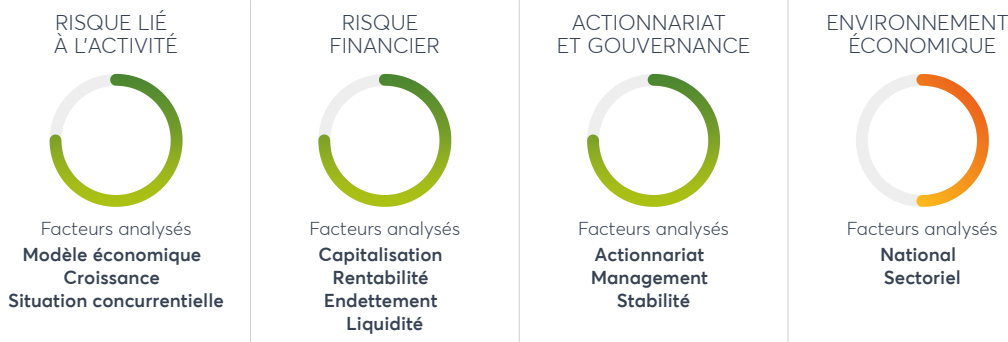 RISQUE LIÉ
À L'ACTIVITÉ
Facteurs analysés
Modèle économique
Croissance
Situation concurrentielle
RISQUE
FINANCIER
Facteurs analysés
Capitalisation
Rentabilité
Endettement
Liquidité
ACTIONNARIAT
ET GOUVERNANCE
Facteurs analysés
Actionnariat
Management
Stabilité
ENVIRONNEMENT
ÉCONOMIQUE
Facteurs analysés
National
Sectoriel